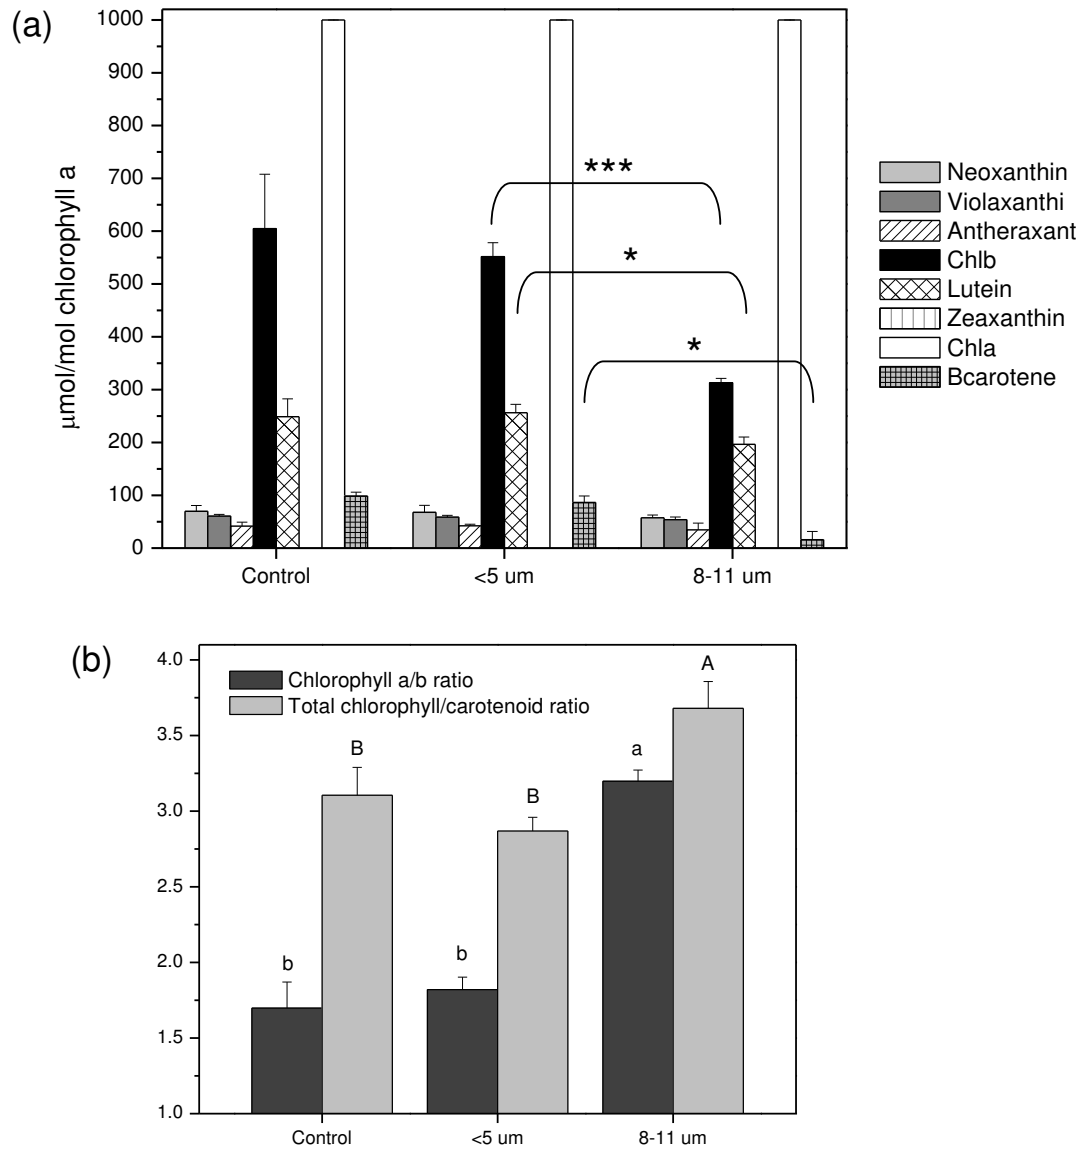 (a)
1000
900
800
700
600
500
400
300
200
100
0
μmol/mol chlorophyll a
***
*
*
Control
<5 um
8-11 um
Neoxanthin
Violaxanthi
Antheraxant
Chlb
Lutein
Zeaxanthin
Chla
Bcarotene
(b)
4.0
3.5
3.0
2.5
2.0
1.5
1.0
Chlorophyll a/b ratio
Total chlorophyll/carotenoid ratio
b
B
b
B
a
A
Control
<5 um
8-11 um